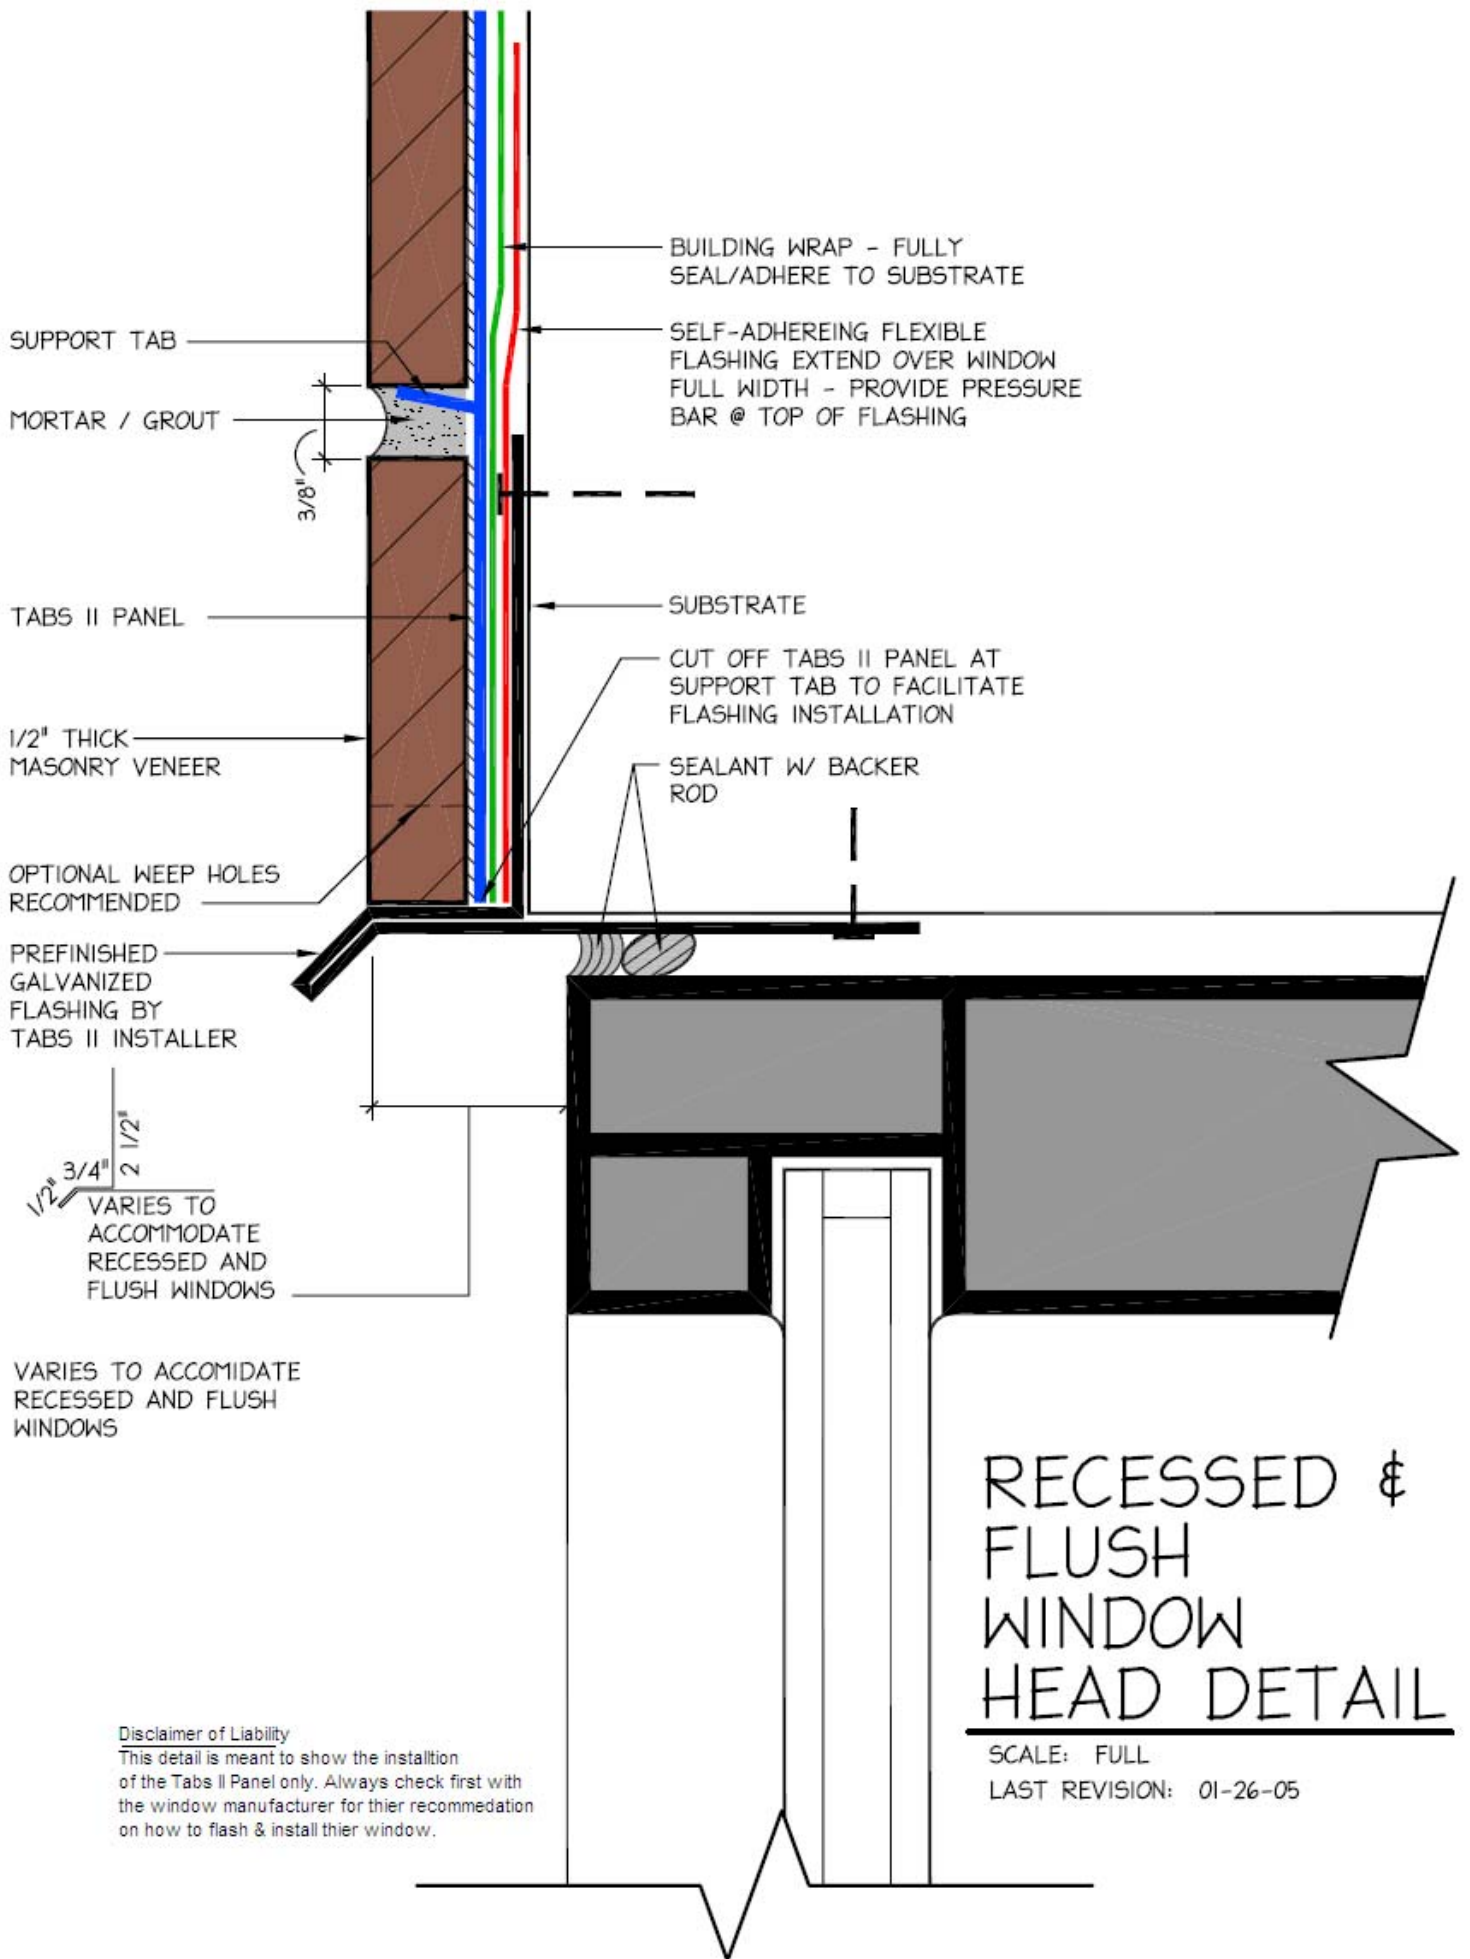 BUILDING WRAP - FULLY
SEAL/ADHERE TO SUBSTRATE
SELF-ADHEREING FLEXIBLE
FLASHING EXTEND OVER WINDOW
FULL WIDTH - PROVIDE PRESSURE
BAR @ TOP OF FLASHING
SUPPORT TAB
MORTAR / GROUT
3/8"
TABS II PANEL
SUBSTRATE
CUT OFF TABS II PANEL AT
SUPPORT TAB TO FACILITATE
FLASHING INSTALLATION
1/2" THICK
MASONRY VENEER
SEALANT W/ BACKER
ROD
OPTIONAL WEEP HOLES
RECOMMENDED
PREFINISHED
GALVANIZED
FLASHING BY
TABS II INSTALLER
2 1/2"
3/4"
1/2"
VARIES TO
ACCOMMODATE
RECESSED AND
FLUSH WINDOWS
VARIES TO ACCOMIDATE
RECESSED AND FLUSH
WINDOWS
RECESSED &
FLUSH
WINDOW
HEAD DETAIL
SCALE: FULL
LAST REVISION: 01-26-05
Disclaimer of Liability
This detail is meant to show the installtion
of the Tabs II Panel only. Always check first with
the window manufacturer for thier recommedation
on how to flash & install thier window.